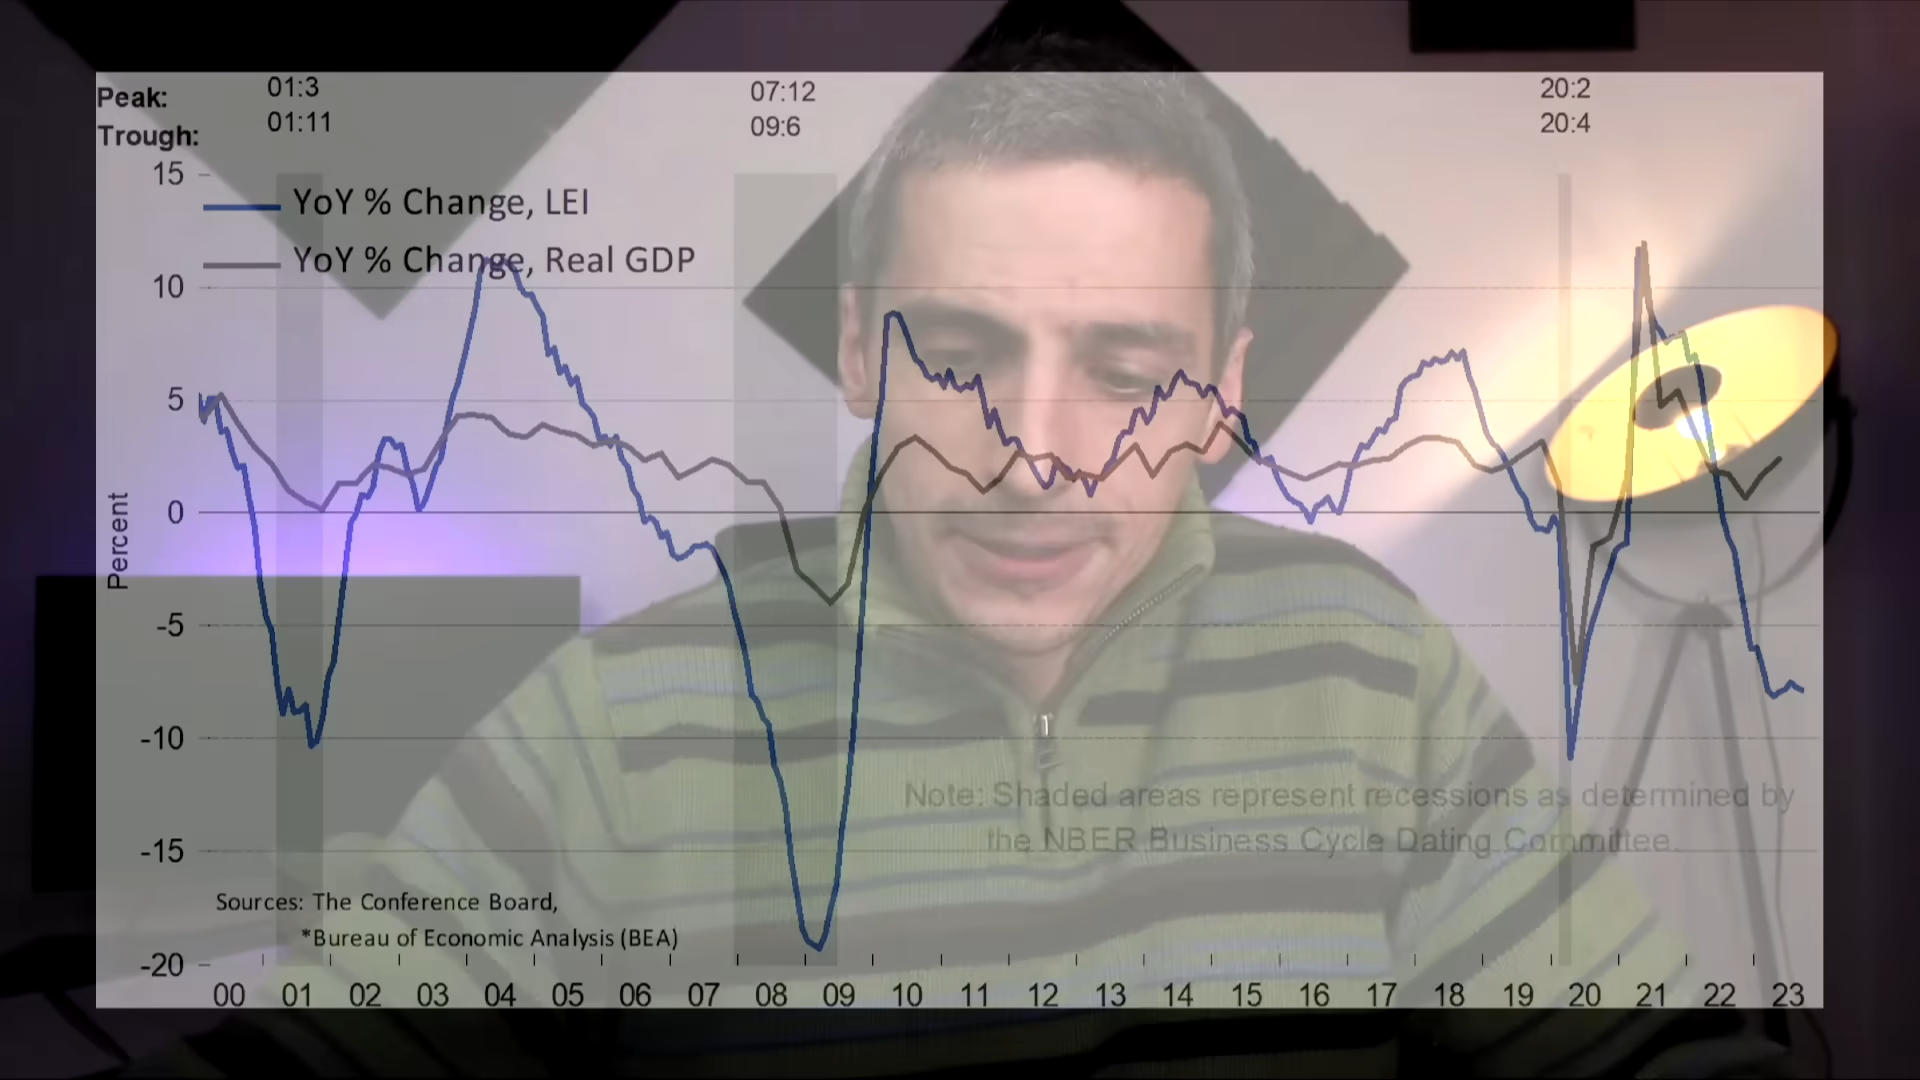 Peak: 01:3 07:12 20:2
Trough: 01:11 09:6 20:4
15
YoY % Change, LEI
YoY % Change, Real GDP
10
5
0
-5
-10
-15
-20
Percent
Note: Shaded areas represent recessions as determined by
the NBER Business Cycle Dating Committee.
Sources: The Conference Board,
*Bureau of Economic Analysis (BEA)
00 01 02 03 04 05 06 07 08 09 10 11 12 13 14 15 16 17 18 19 20 21 22 23